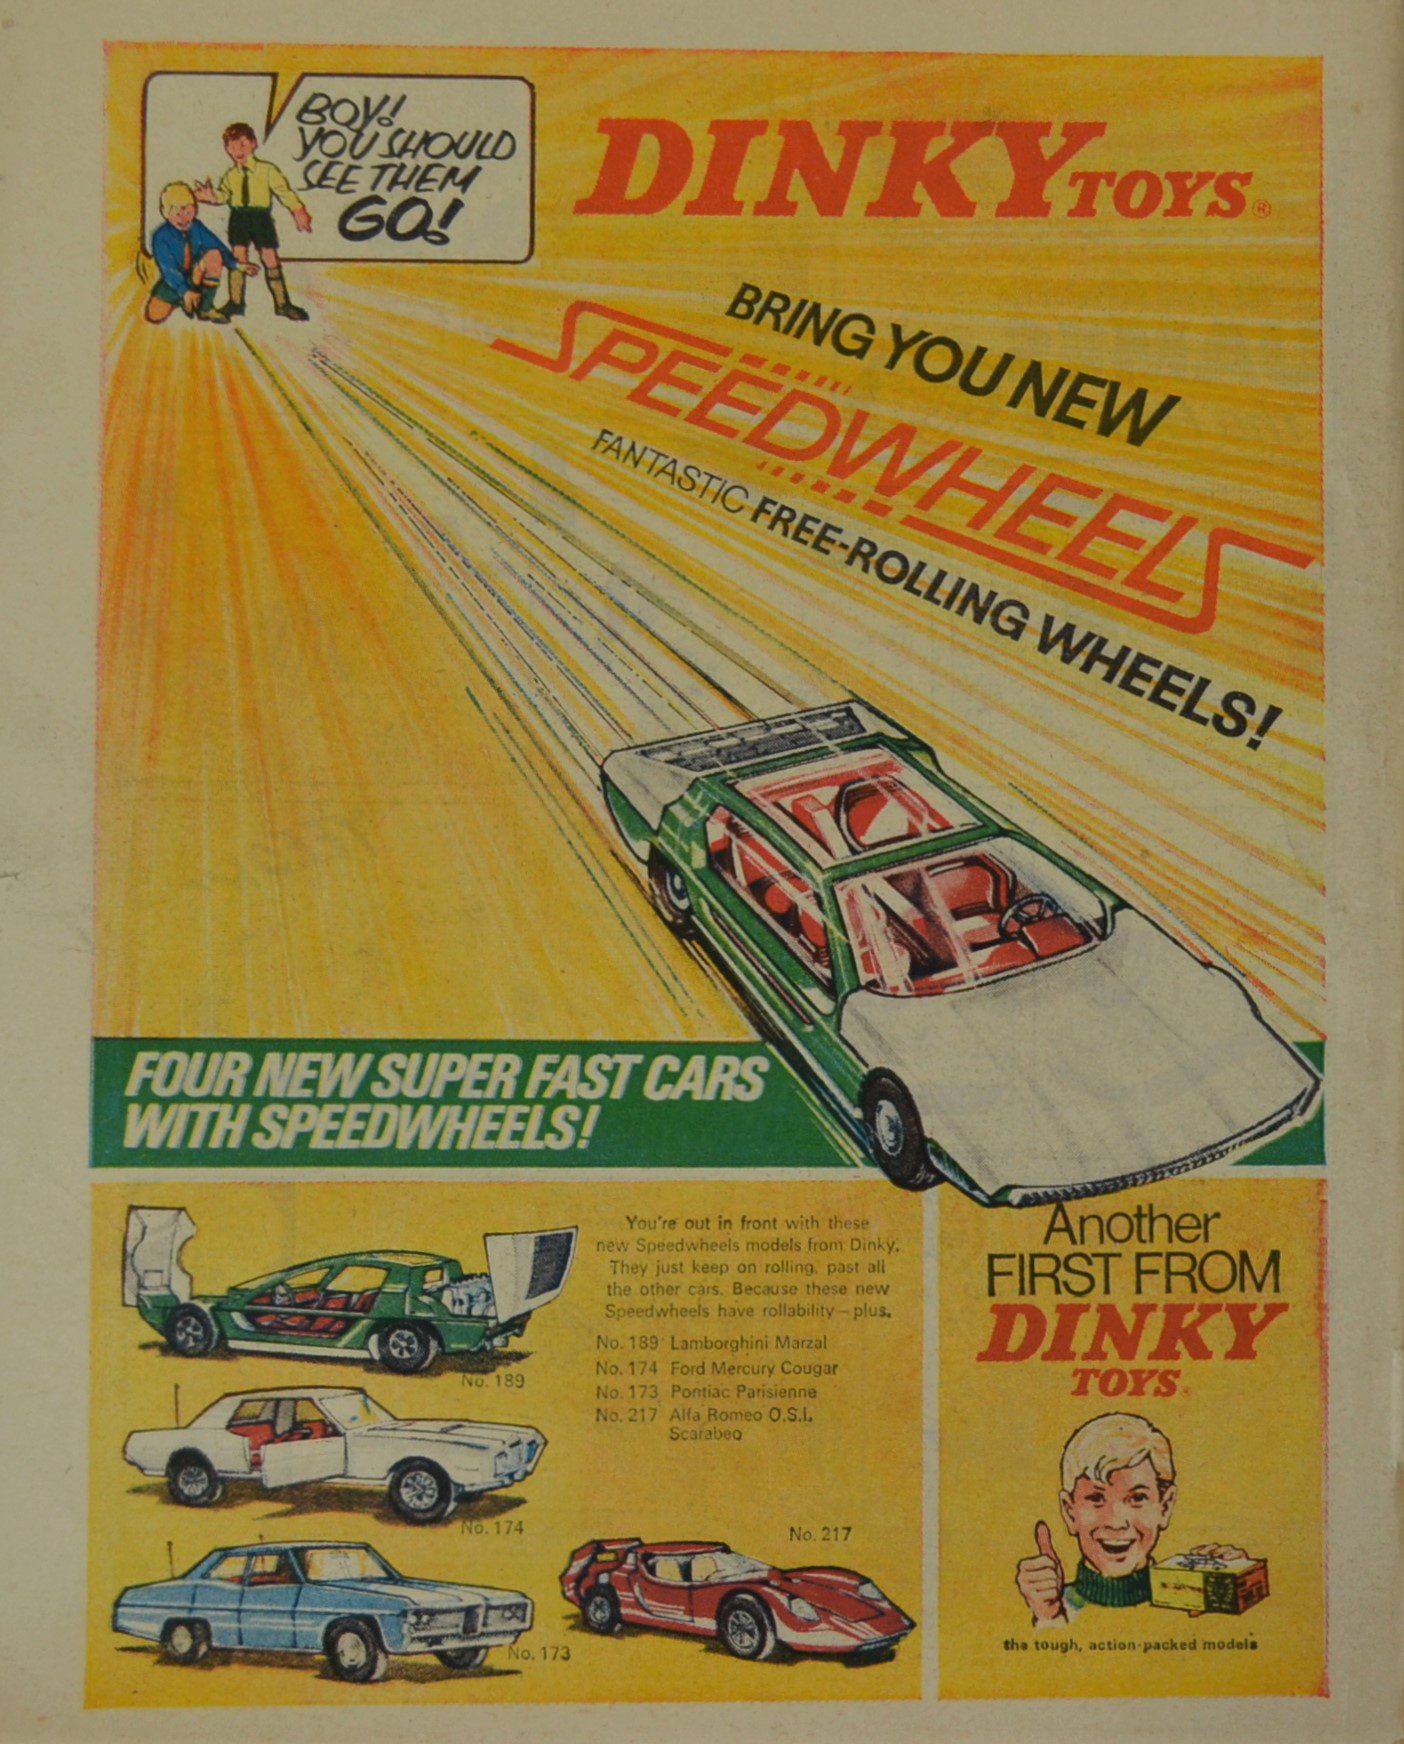 BOY!
YOU SHOULD
SEE THEM
GO!
DINKY TOYS ®
BRING YOU NEW
SPEEDWHEELS
FANTASTIC FREE-ROLLING WHEELS!
FOUR NEW SUPER FAST CARS
WITH SPEEDWHEELS!
You're out in front with these
new Speedwheels models from Dinky.
They just keep on rolling, past all
the other cars. Because these new
Speedwheels have rollability – plus.
No. 189 Lamborghini Marzal
No. 174 Ford Mercury Cougar
No. 173 Pontiac Parisienne
No. 217 Alfa Romeo O.S.I.
Scarabeo
No. 189
No. 174
No. 173
No. 217
Another
FIRST FROM
DINKY
TOYS®
the tough, action-packed models